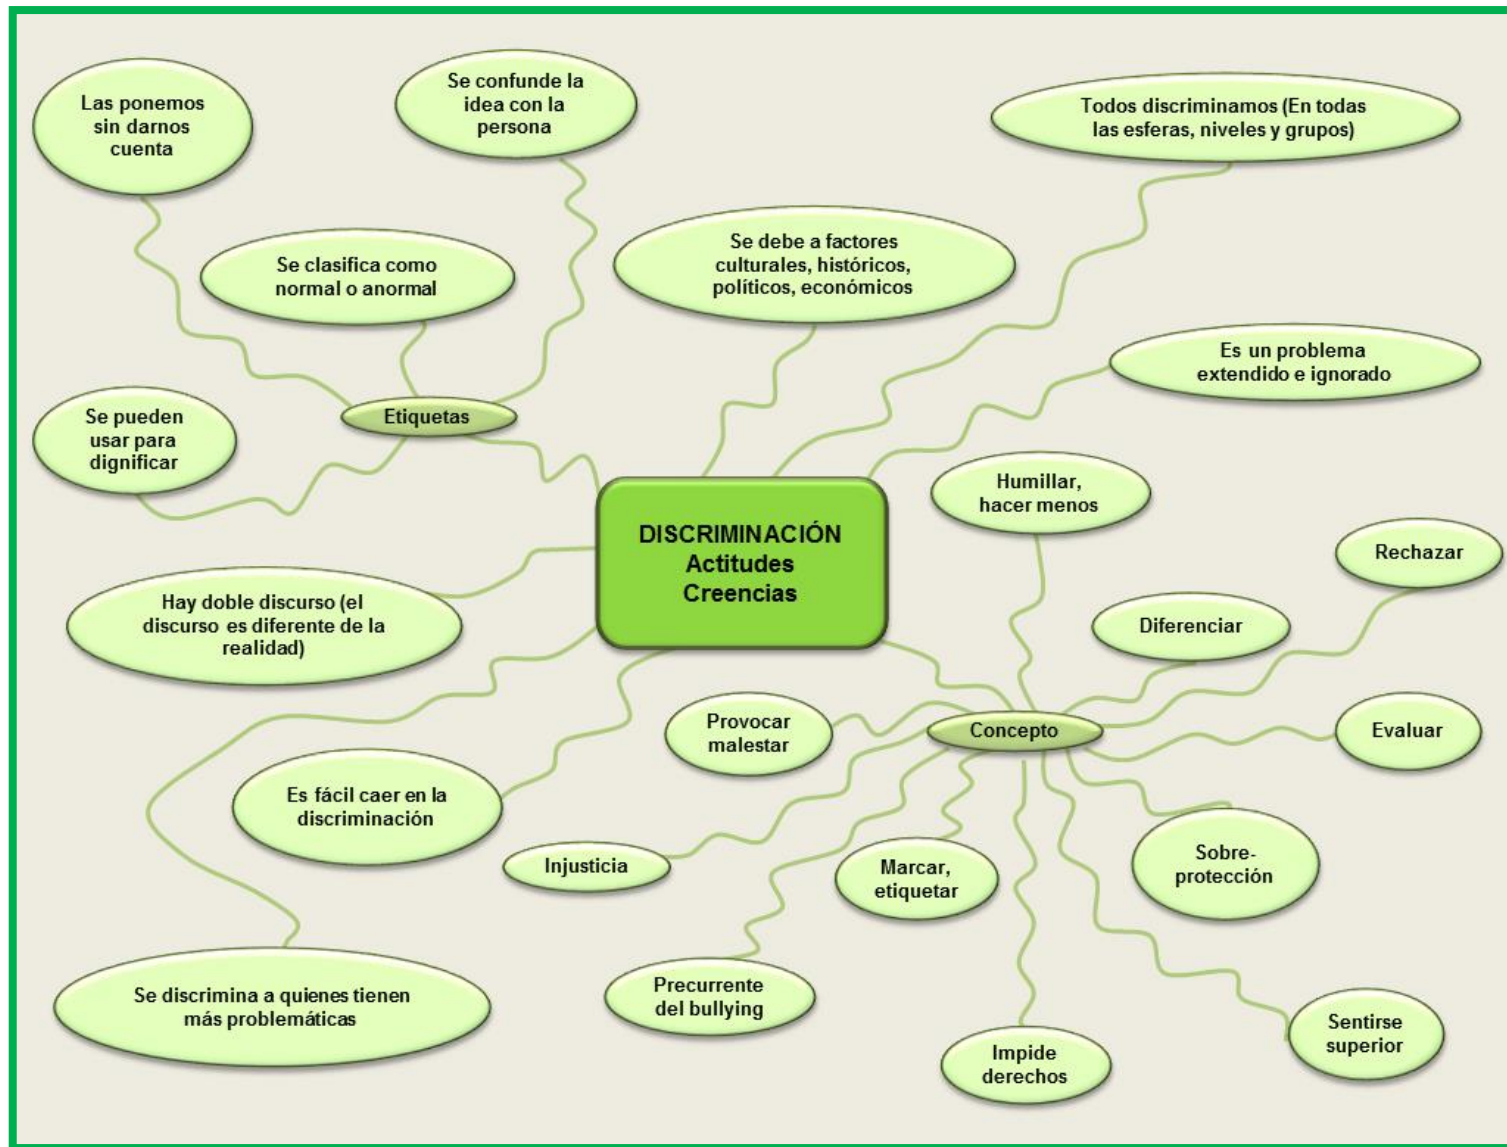 Las ponemos
sin darnos
cuenta
Se confunde la
idea con la
persona
Todos discriminamos (En todas
las esferas, niveles y grupos)
Se clasifica como
normal o anormal
Se debe a factores
culturales, históricos,
políticos, económicos
Es un problema
extendido e ignorado
Se pueden
usar para
dignificar
Etiquetas
Humillar,
hacer menos
DISCRIMINACIÓN
Actitudes
Creencias
Rechazar
Hay doble discurso (el
discurso es diferente de la
realidad)
Diferenciar
Provocar
malestar
Concepto
Evaluar
Es fácil caer en la
discriminación
Injusticia
Marcar,
etiquetar
Sobre-
protección
Se discrimina a quienes tienen
más problemáticas
Precurrente
del bullying
Impide
derechos
Sentirse
superior